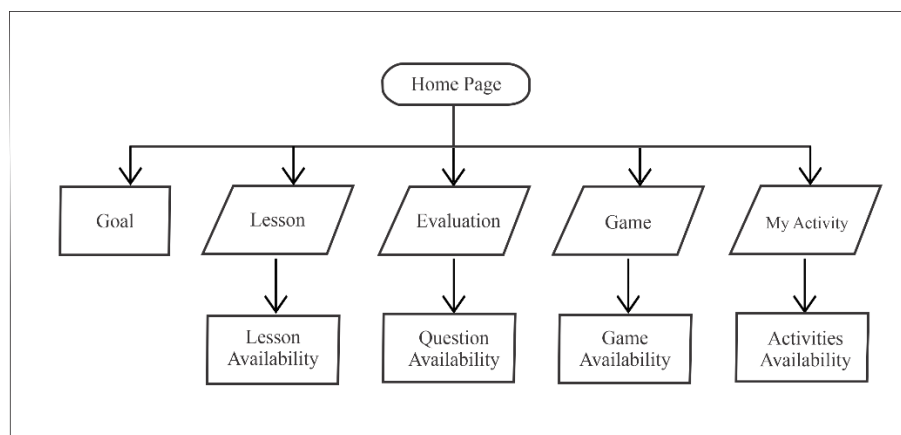 Home Page
Goal
Lesson
Evaluation
Game
My Activity
Lesson
Availability
Question
Availability
Game
Availability
Activities
Availability